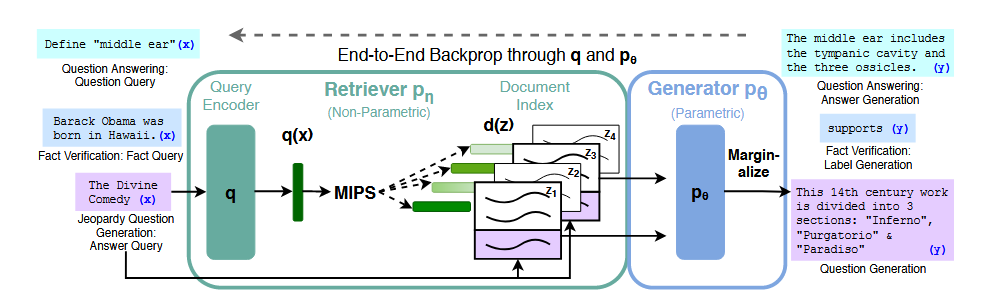 Define "middle ear"(x)
Question Answering:
Question Query
Barack Obama was
born in Hawaii.(x)
Fact Verification: Fact Query
The Divine
Comedy (x)
Jeopardy Question
Generation:
Answer Query
End-to-End Backprop through q and pθ
Query
Encoder
q
q(x)
Retriever pη
(Non-Parametric)
MIPS
Document
Index
d(z)
z4
z3
z2
z1
Generator pθ
(Parametric)
pθ
Margin-
alize
The middle ear includes
the tympanic cavity and
the three ossicles. (y)
Question Answering:
Answer Generation
supports (y)
Fact Verification:
Label Generation
This 14th century work
is divided into 3
sections: "Inferno",
"Purgatorio" &
"Paradiso" (y)
Question Generation